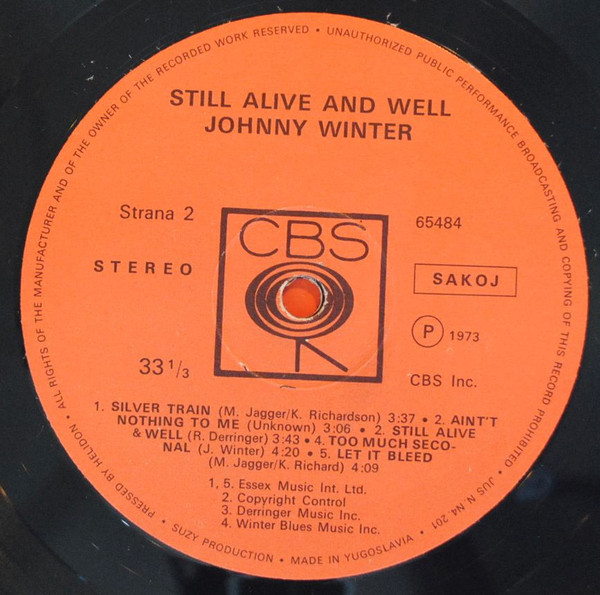 ALL RIGHTS OF THE MANUFACTURER AND OF THE OWNER OF THE RECORDED WORK RESERVED • UNAUTHORIZED PUBLIC PERFORMANCE BROADCASTING AND COPYING OF THIS RECORD PROHIBITED • JUS N. N4 201
STILL ALIVE AND WELL
JOHNNY WINTER
Strana 2
65484
CBS
STEREO
SAKOJ
P 1973
33 1/3
CBS Inc.
1. SILVER TRAIN (M. Jagger/K. Richardson) 3:37 • 2. AINT'T
NOTHING TO ME (Unknown) 3:06 • 2. STILL ALIVE
& WELL (R. Derringer) 3:43 • 4. TOO MUCH SECO-
NAL (J. Winter) 4:20 • 5. LET IT BLEED
(M. Jagger/K. Richard) 4:09
1, 5. Essex Music Int. Ltd.
2. Copyright Control
3. Derringer Music Inc.
4. Winter Blues Music Inc.
PRESSED BY HELIDON • SUZY PRODUCTION • MADE IN YUGOSLAVIA •